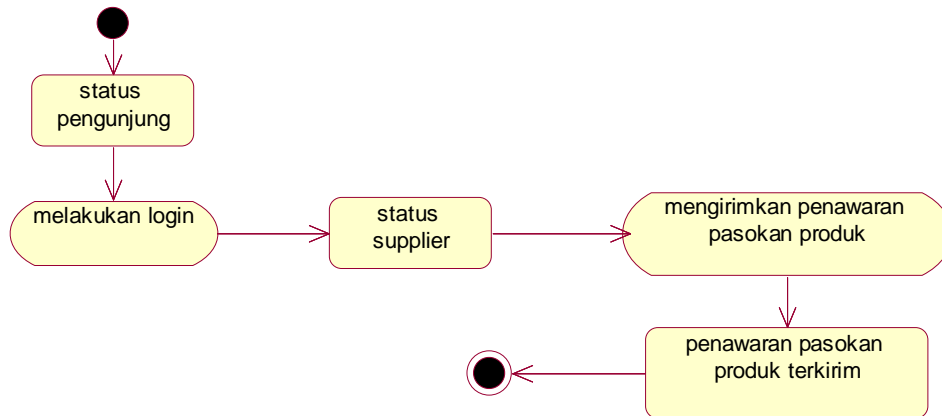 status
pengunjung
melakukan login
status
supplier
mengirimkan penawaran
pasokan produk
penawaran pasokan
produk terkirim